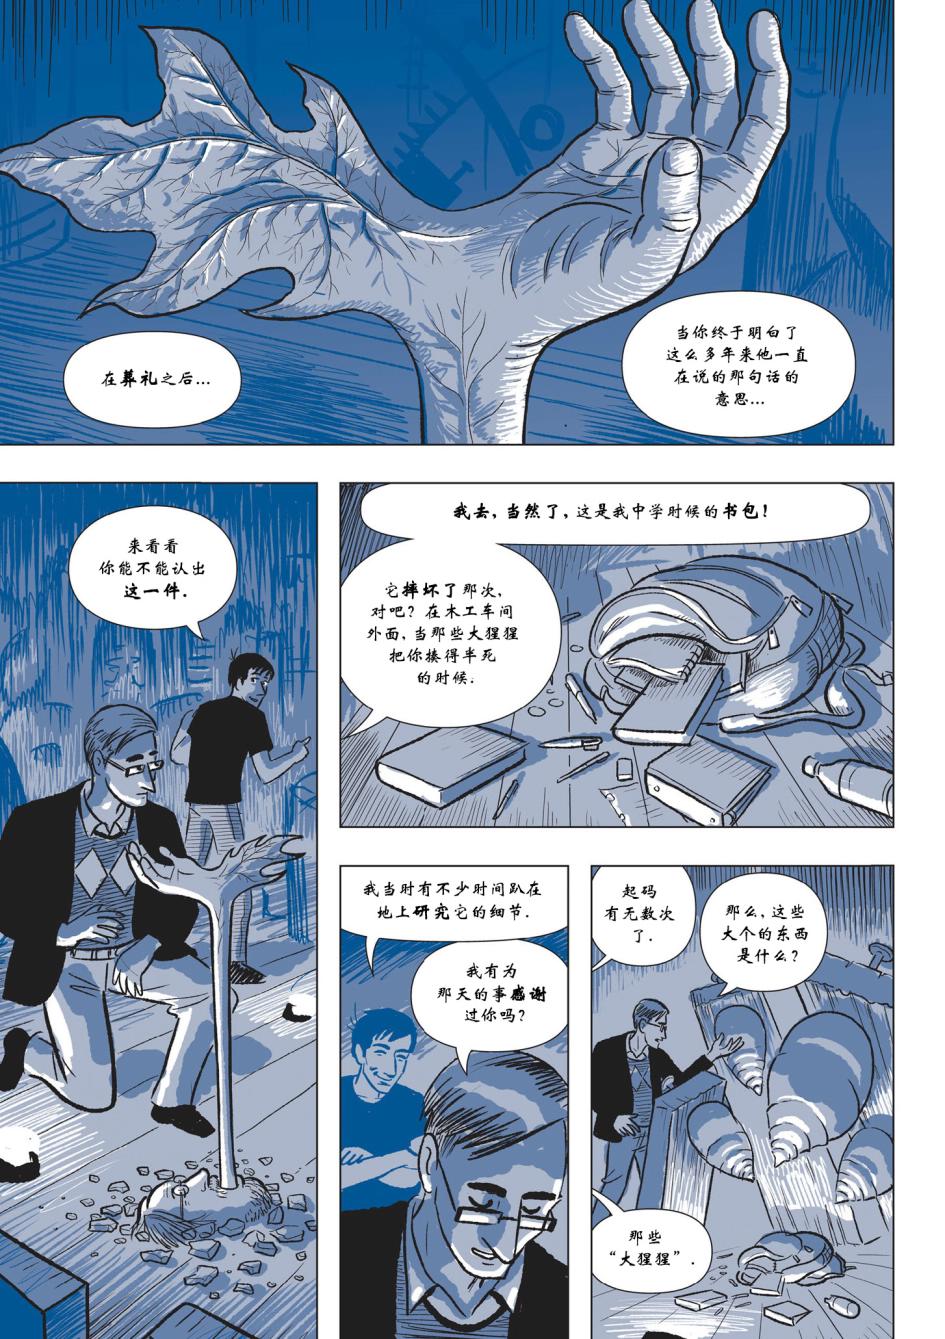 在葬礼之后...
当你终于明白了
这么多年来他一直
在说的那句话的
意思...
来看看
你能不能认出
这一件.
我去, 当然了, 这是我中学时候的书包!
它摔坏了那次,
对吧? 在木工车间
外面, 当那些大猩猩
把你揍得半死
的时候.
我当时有不少时间趴在
地上研究它的细节.
我有为
那天的事感谢
过你吗?
起码
有无数次
了.
那么, 这些
大个的东西
是什么?
那些
“大猩猩”.